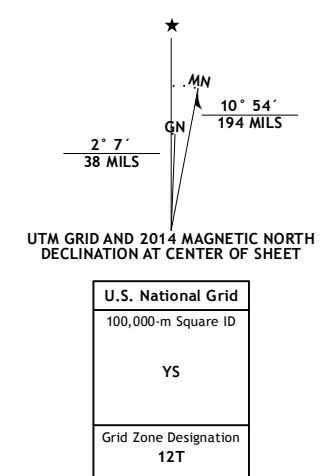 ★
MN
GN
10° 54´
194 MILS
2° 7´
38 MILS
UTM GRID AND 2014 MAGNETIC NORTH
DECLINATION AT CENTER OF SHEET
U.S. National Grid
100,000-m Square ID
YS
Grid Zone Designation
12T